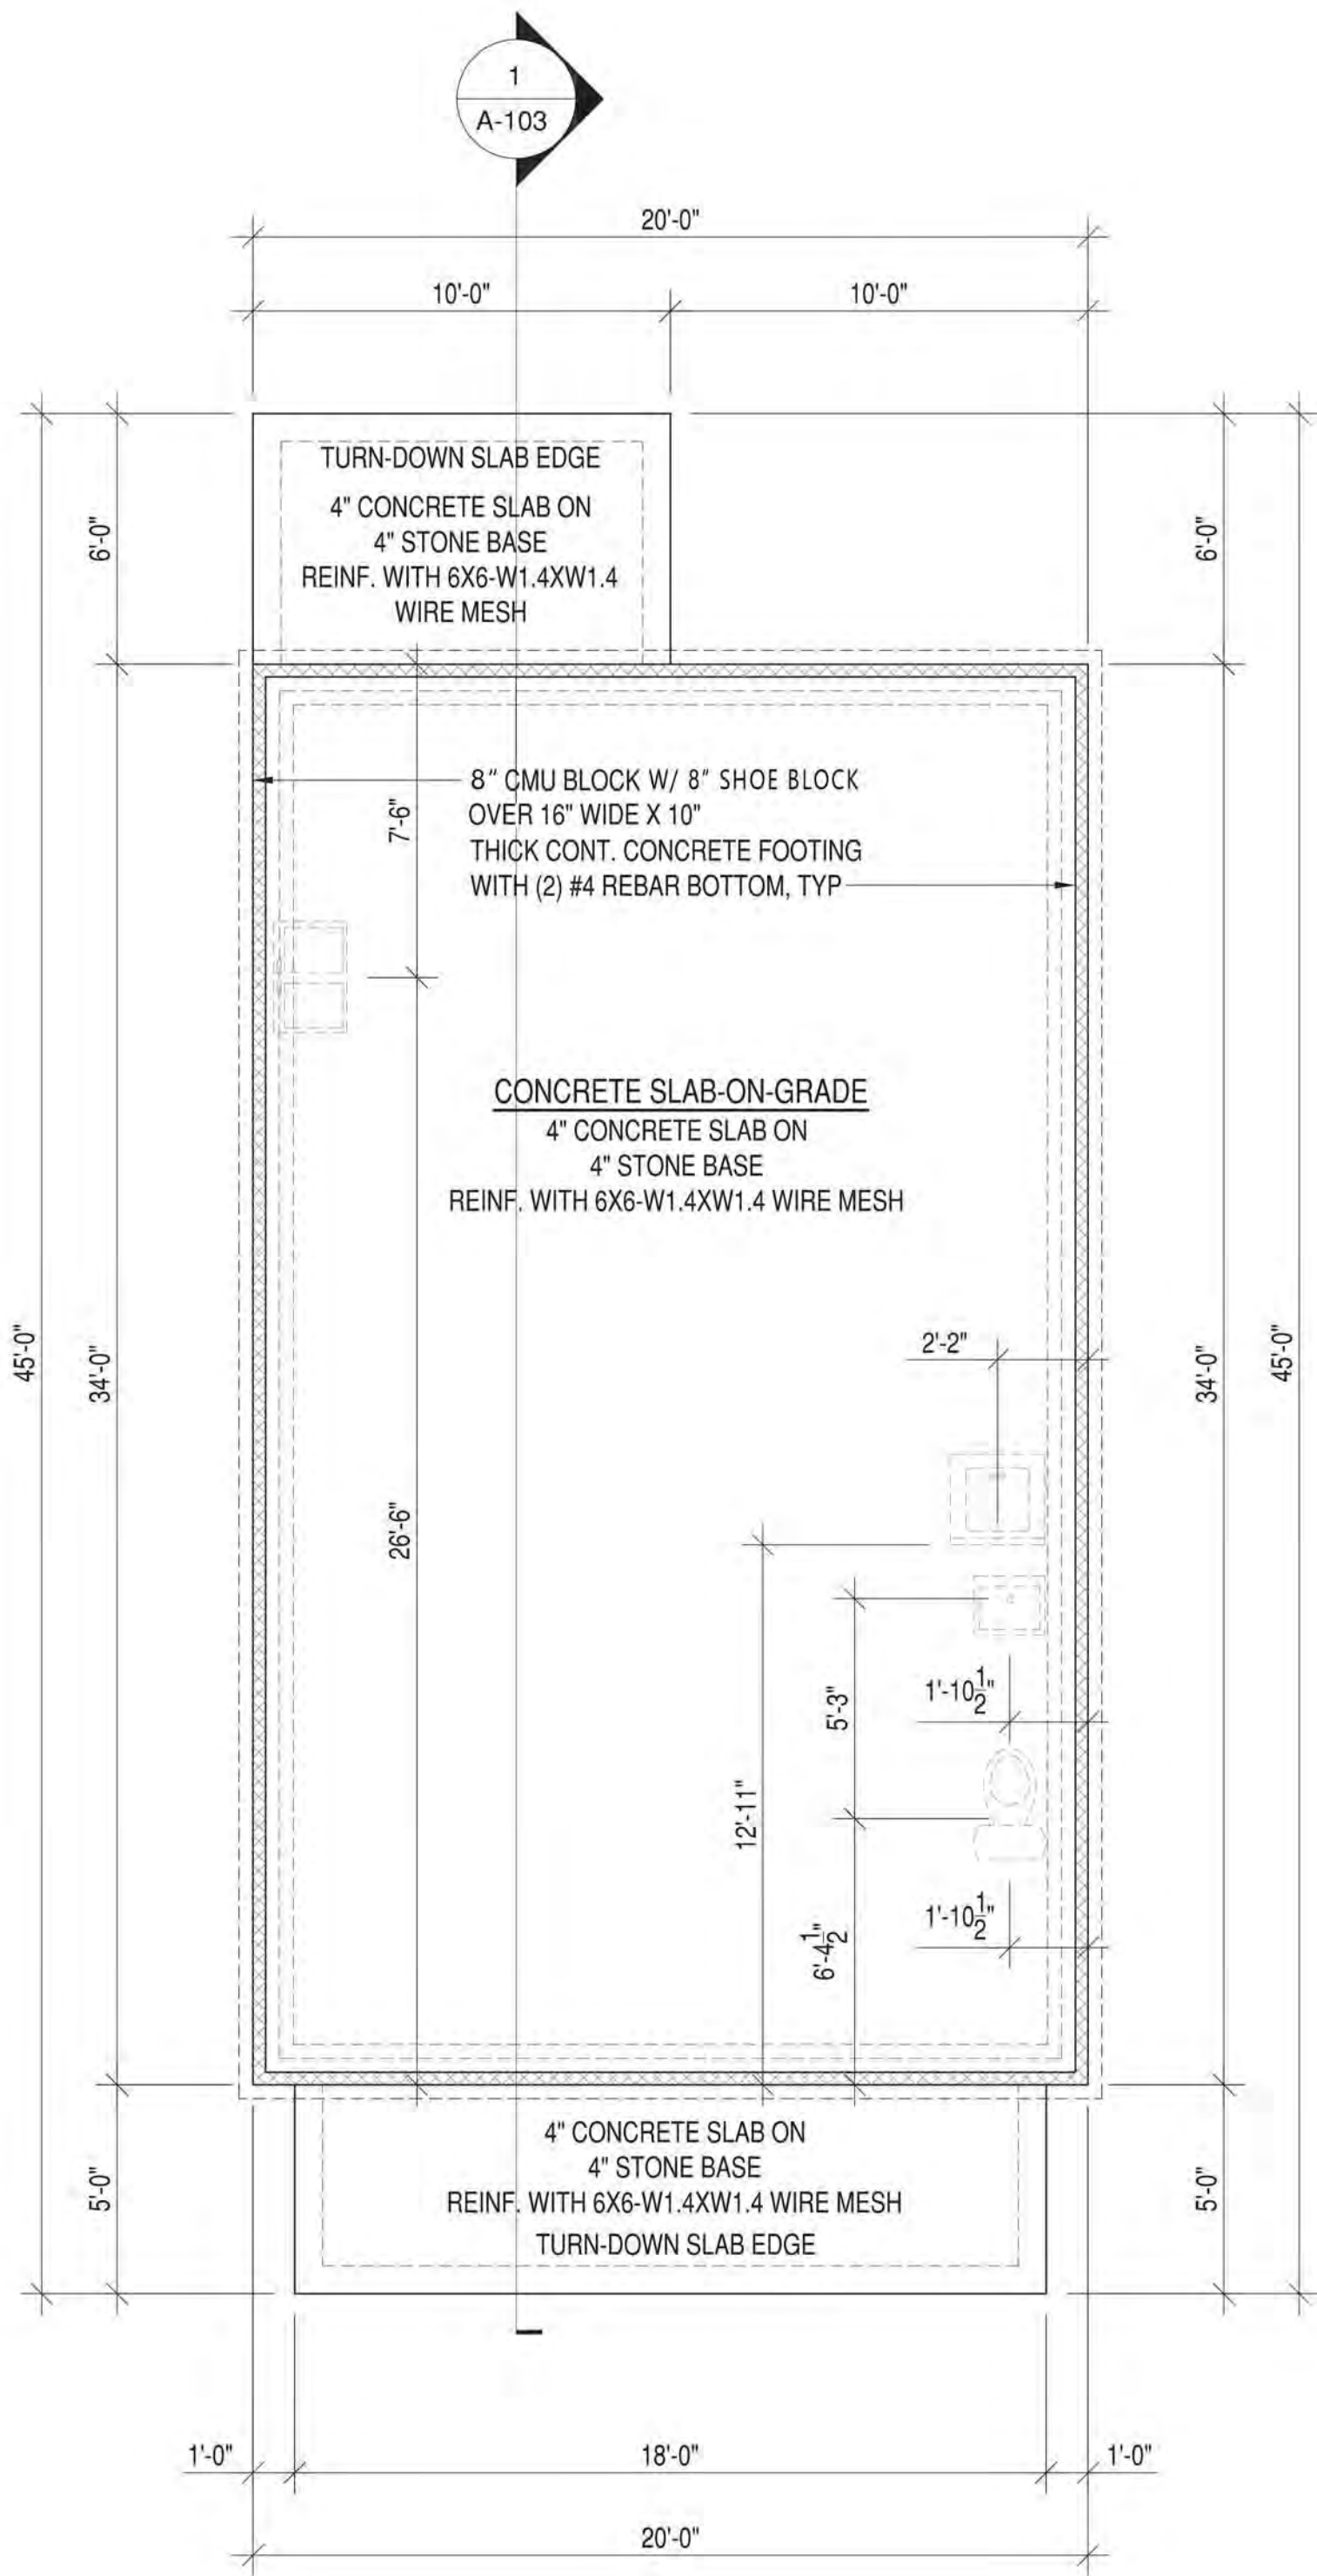 1
A-103
20'-0"
10'-0"
10'-0"
TURN-DOWN SLAB EDGE
4" CONCRETE SLAB ON
4" STONE BASE
REINF. WITH 6X6-W1.4XW1.4
WIRE MESH
6'-0"
6'-0"
8" CMU BLOCK W/ 8" SHOE BLOCK
OVER 16" WIDE X 10"
THICK CONT. CONCRETE FOOTING
WITH (2) #4 REBAR BOTTOM, TYP
7'-6"
CONCRETE SLAB-ON-GRADE
4" CONCRETE SLAB ON
4" STONE BASE
REINF. WITH 6X6-W1.4XW1.4 WIRE MESH
45'-0"
34'-0"
2'-2"
34'-0"
45'-0"
26'-6"
5'-3"
1'-10 1/2"
12'-11"
6'-4 1/2"
1'-10 1/2"
4" CONCRETE SLAB ON
4" STONE BASE
REINF. WITH 6X6-W1.4XW1.4 WIRE MESH
TURN-DOWN SLAB EDGE
5'-0"
5'-0"
1'-0"
18'-0"
1'-0"
20'-0"